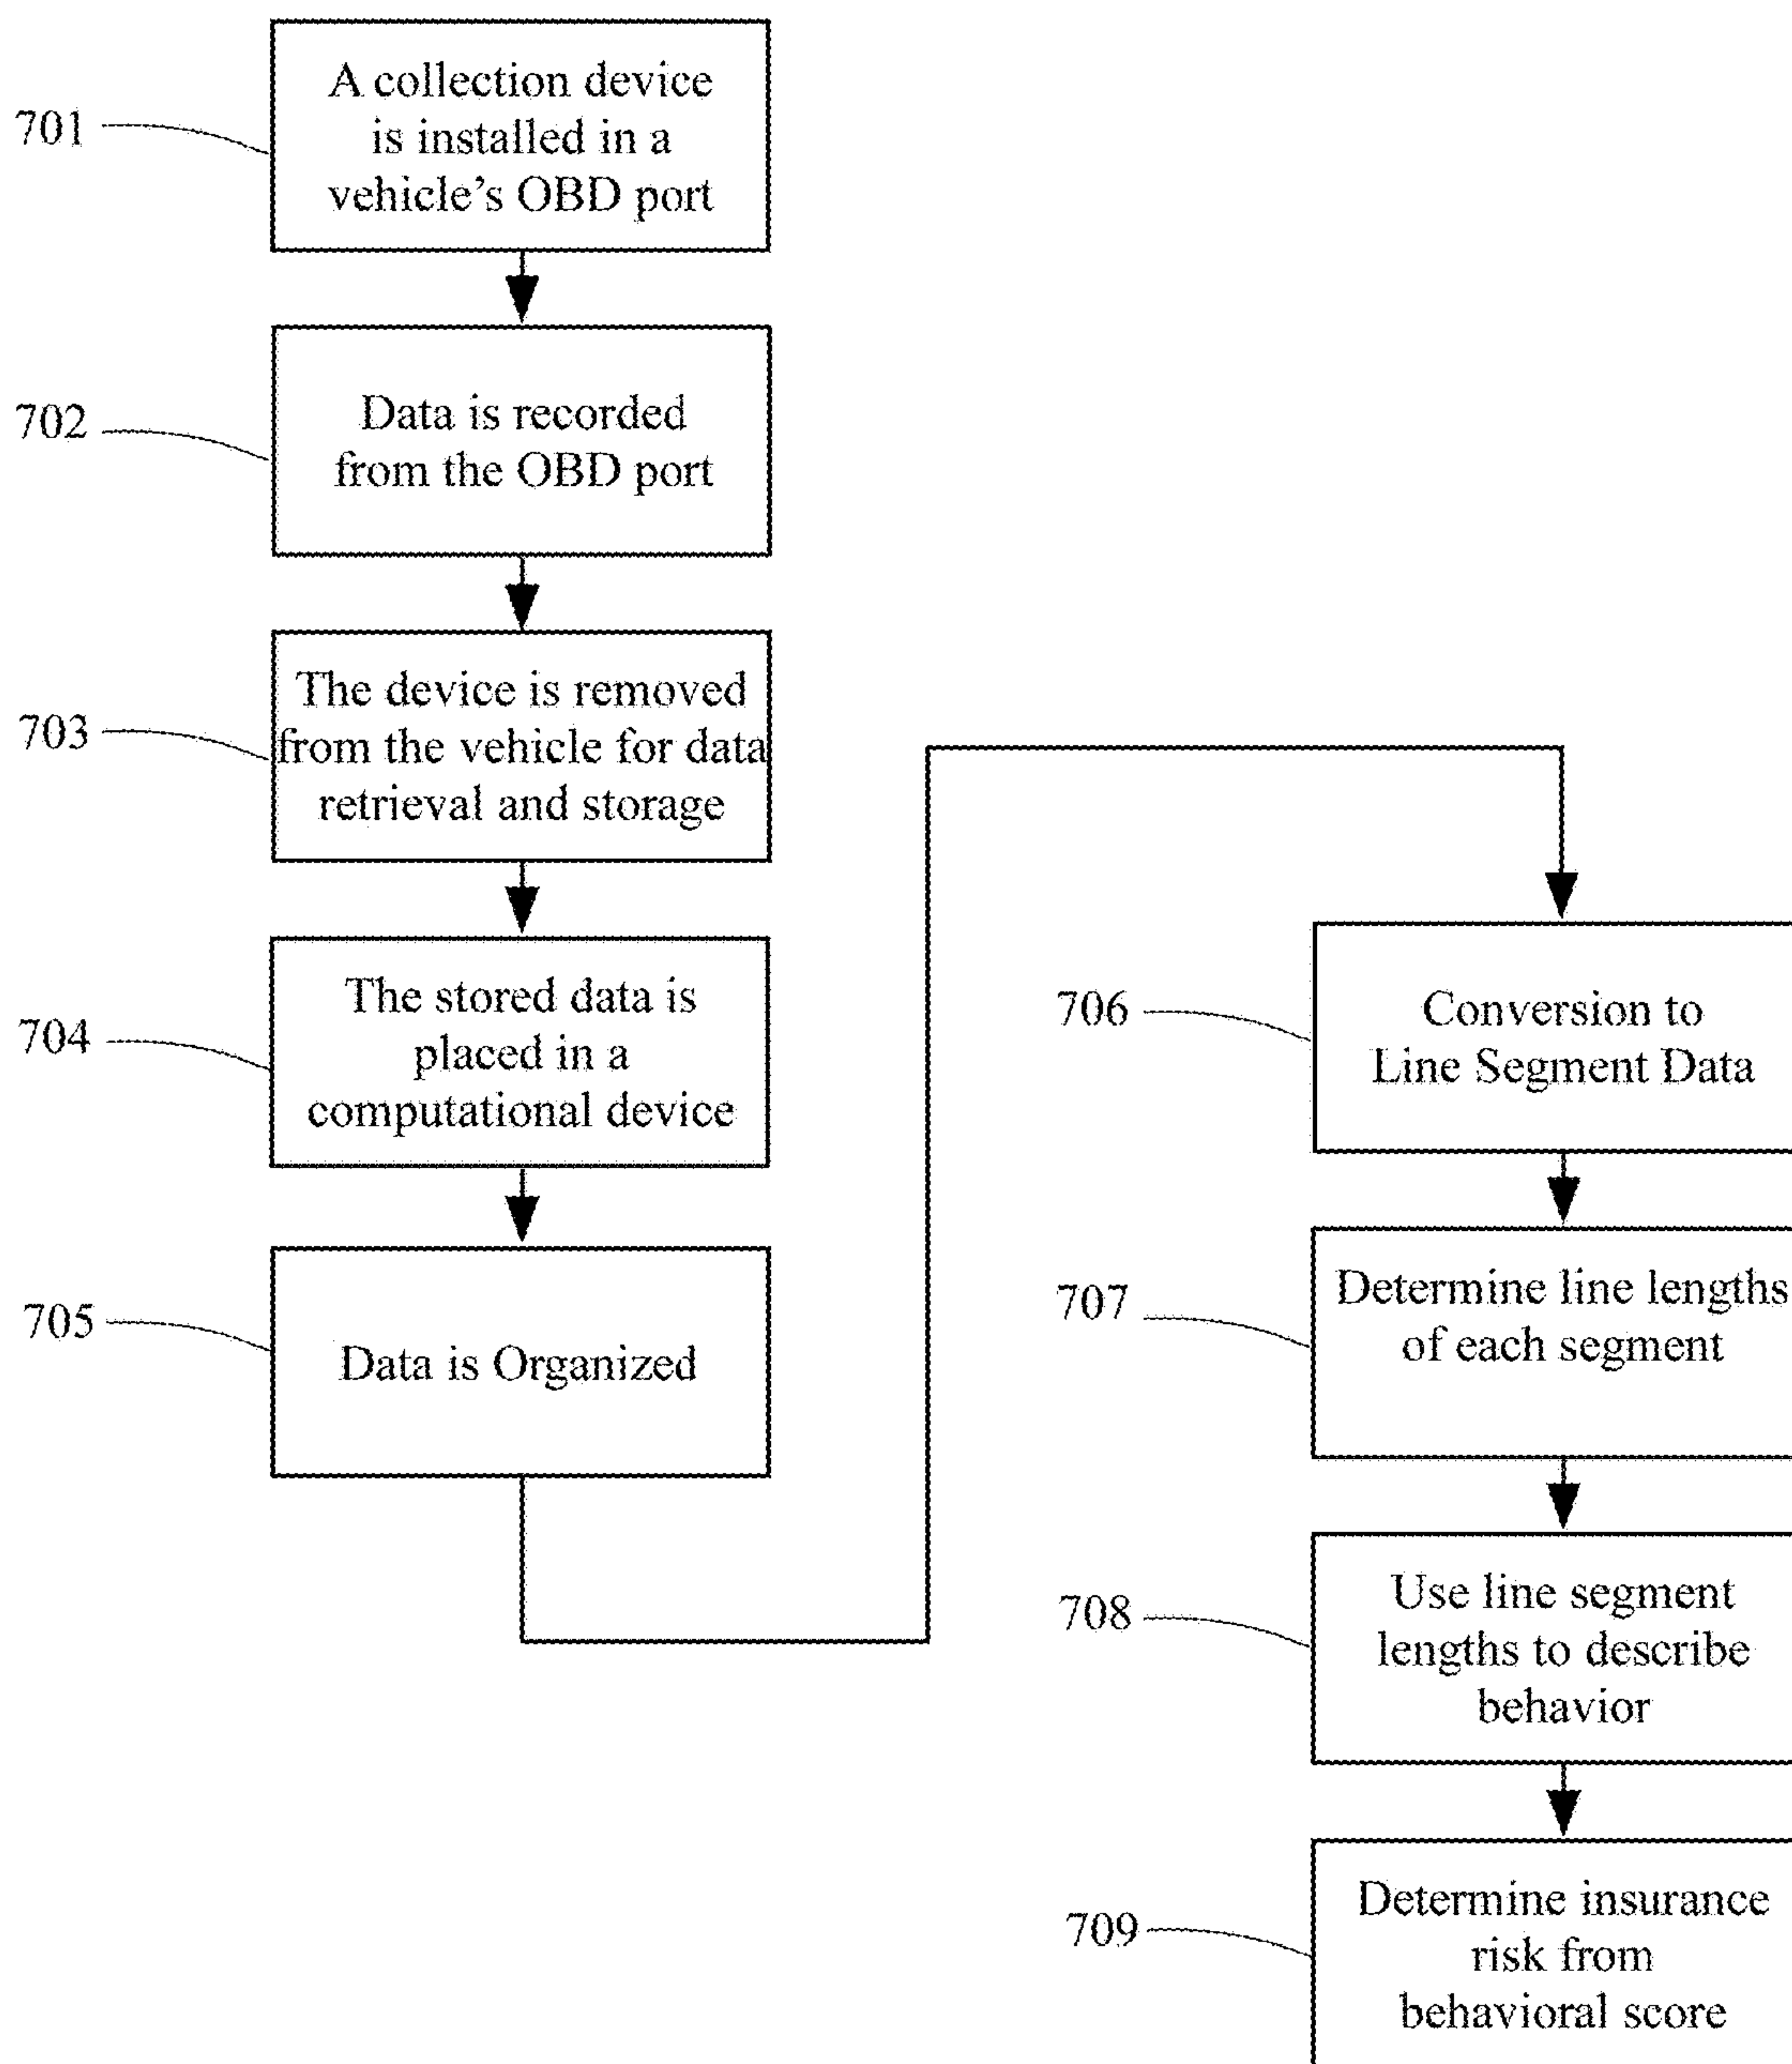 701
A collection device
is installed in a
vehicle's OBD port
702
Data is recorded
from the OBD port
703
The device is removed
from the vehicle for data
retrieval and storage
704
The stored data is
placed in a
computational device
705
Data is Organized
706
Conversion to
Line Segment Data
707
Determine line lengths
of each segment
708
Use line segment
lengths to describe
behavior
709
Determine insurance
risk from
behavioral score